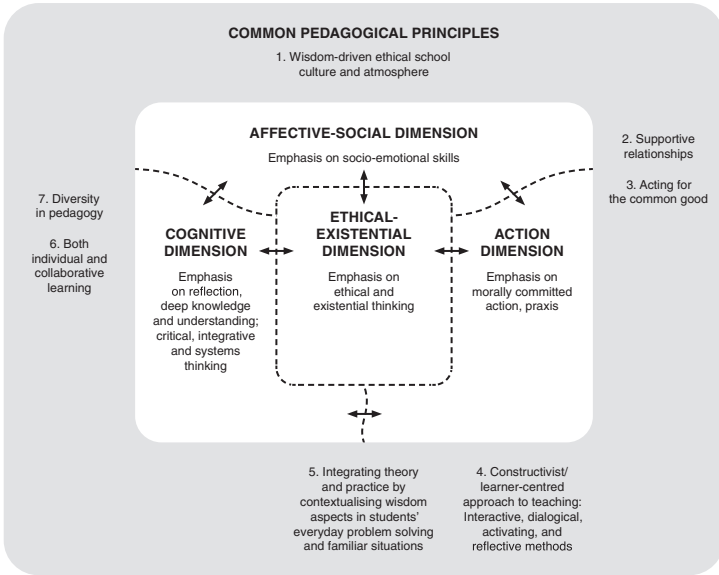 COMMON PEDAGOGICAL PRINCIPLES
1. Wisdom-driven ethical school
culture and atmosphere
AFFECTIVE-SOCIAL DIMENSION
Emphasis on socio-emotional skills
2. Supportive
relationships
3. Acting for
the common good
7. Diversity
in pedagogy
6. Both
individual and
collaborative
learning
COGNITIVE
DIMENSION
Emphasis
on reflection,
deep knowledge
and understanding;
critical, integrative
and systems
thinking
ETHICAL-
EXISTENTIAL
DIMENSION
Emphasis on
ethical and
existential thinking
ACTION
DIMENSION
Emphasis on
morally committed
action, praxis
5. Integrating theory
and practice by
contextualising wisdom
aspects in students’
everyday problem solving
and familiar situations
4. Constructivist/
learner-centred
approach to teaching:
Interactive, dialogical,
activating, and
reflective methods